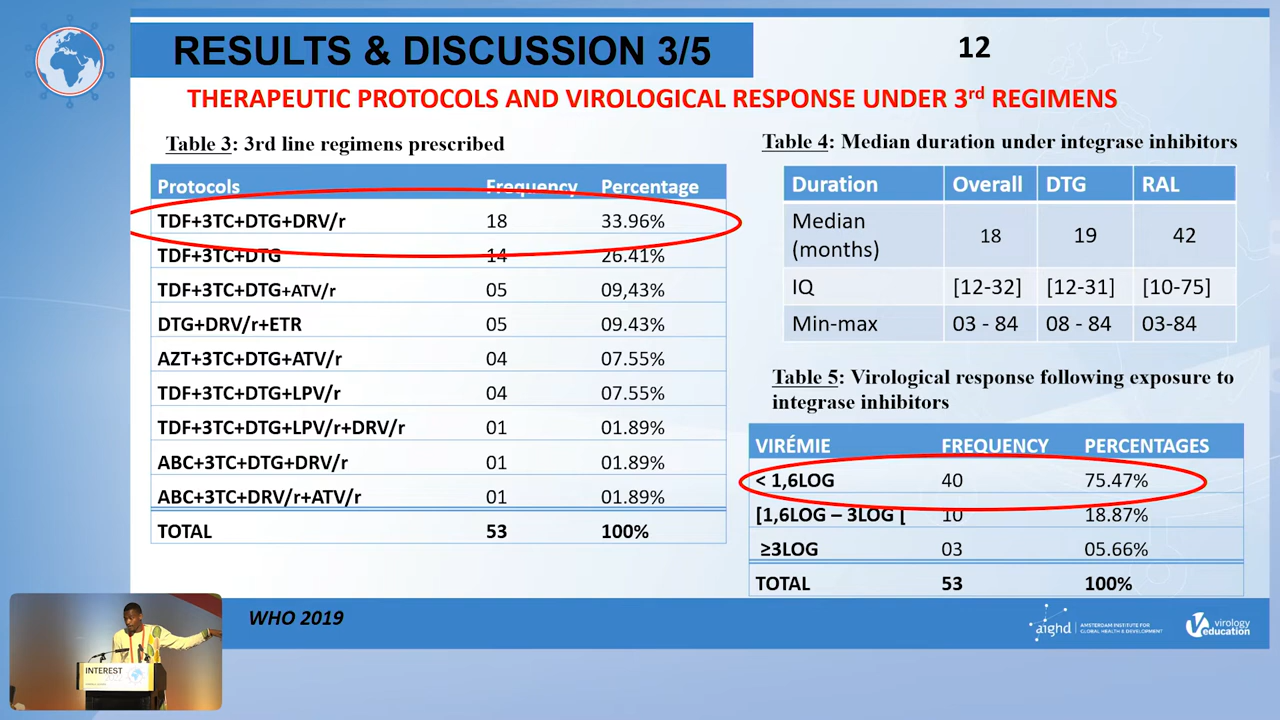 RESULTS & DISCUSSION 3/5
12
THERAPEUTIC PROTOCOLS AND VIROLOGICAL RESPONSE UNDER 3rd REGIMENS
Table 3: 3rd line regimens prescribed
Protocols Frequency Percentage
TDF+3TC+DTG+DRV/r 18 33.96%
TDF+3TC+DTG 14 26.41%
TDF+3TC+DTG+ATV/r 05 09,43%
DTG+DRV/r+ETR 05 09.43%
AZT+3TC+DTG+ATV/r 04 07.55%
TDF+3TC+DTG+LPV/r 04 07.55%
TDF+3TC+DTG+LPV/r+DRV/r 01 01.89%
ABC+3TC+DTG+DRV/r 01 01.89%
ABC+3TC+DRV/r+ATV/r 01 01.89%
TOTAL 53 100%
Table 4: Median duration under integrase inhibitors
Duration Overall DTG RAL
Median
(months) 18 19 42
IQ [12-32] [12-31] [10-75]
Min-max 03 - 84 08 - 84 03-84
Table 5: Virological response following exposure to
integrase inhibitors
VIRÉMIE FREQUENCY PERCENTAGES
< 1,6LOG 40 75.47%
[1,6LOG – 3LOG [ 10 18.87%
≥3LOG 03 05.66%
TOTAL 53 100%
WHO 2019
aighd
AMSTERDAM INSTITUTE FOR
GLOBAL HEALTH & DEVELOPMENT
virology
education
INTEREST